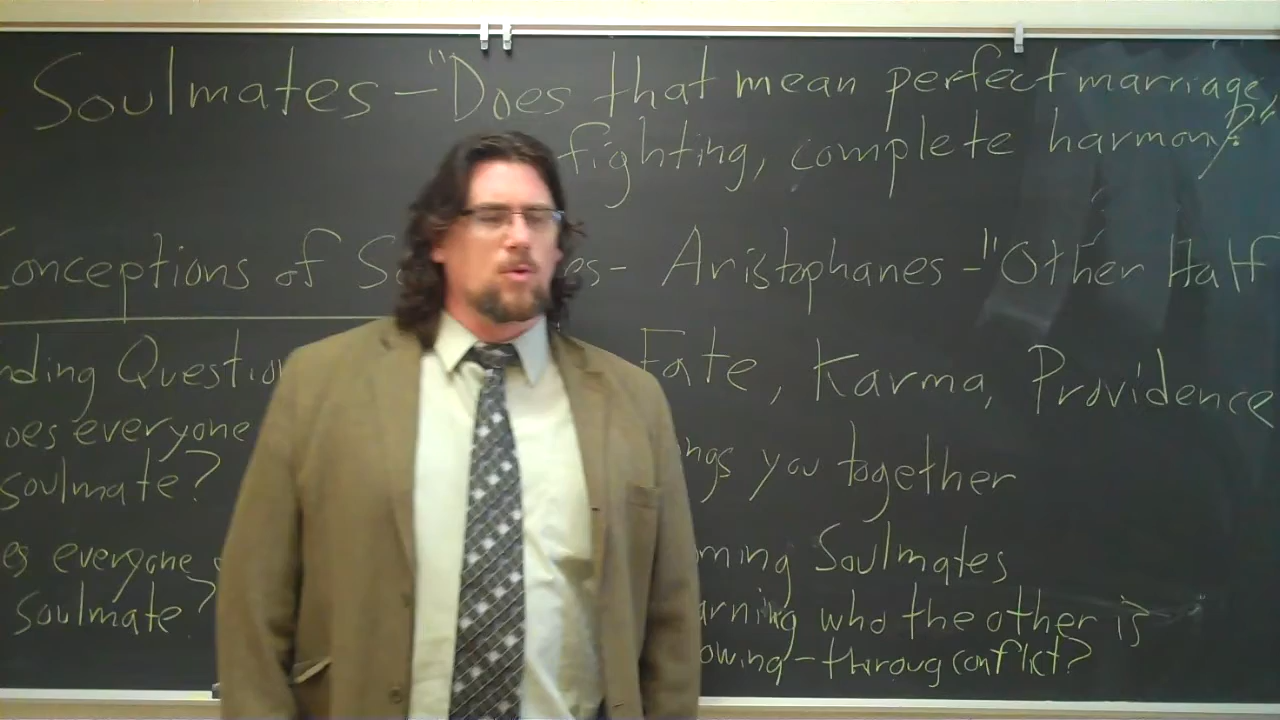 Soulmates - "Does that mean perfect marriage,
fighting, complete harmony?"
Conceptions of So es - Aristophanes - "Other Half
nding Questio Fate, Karma, Providence
oes everyone ngs you together
soulmate?
es everyone ming Soulmates
soulmate? arning who the other is
owing - throug conflict?